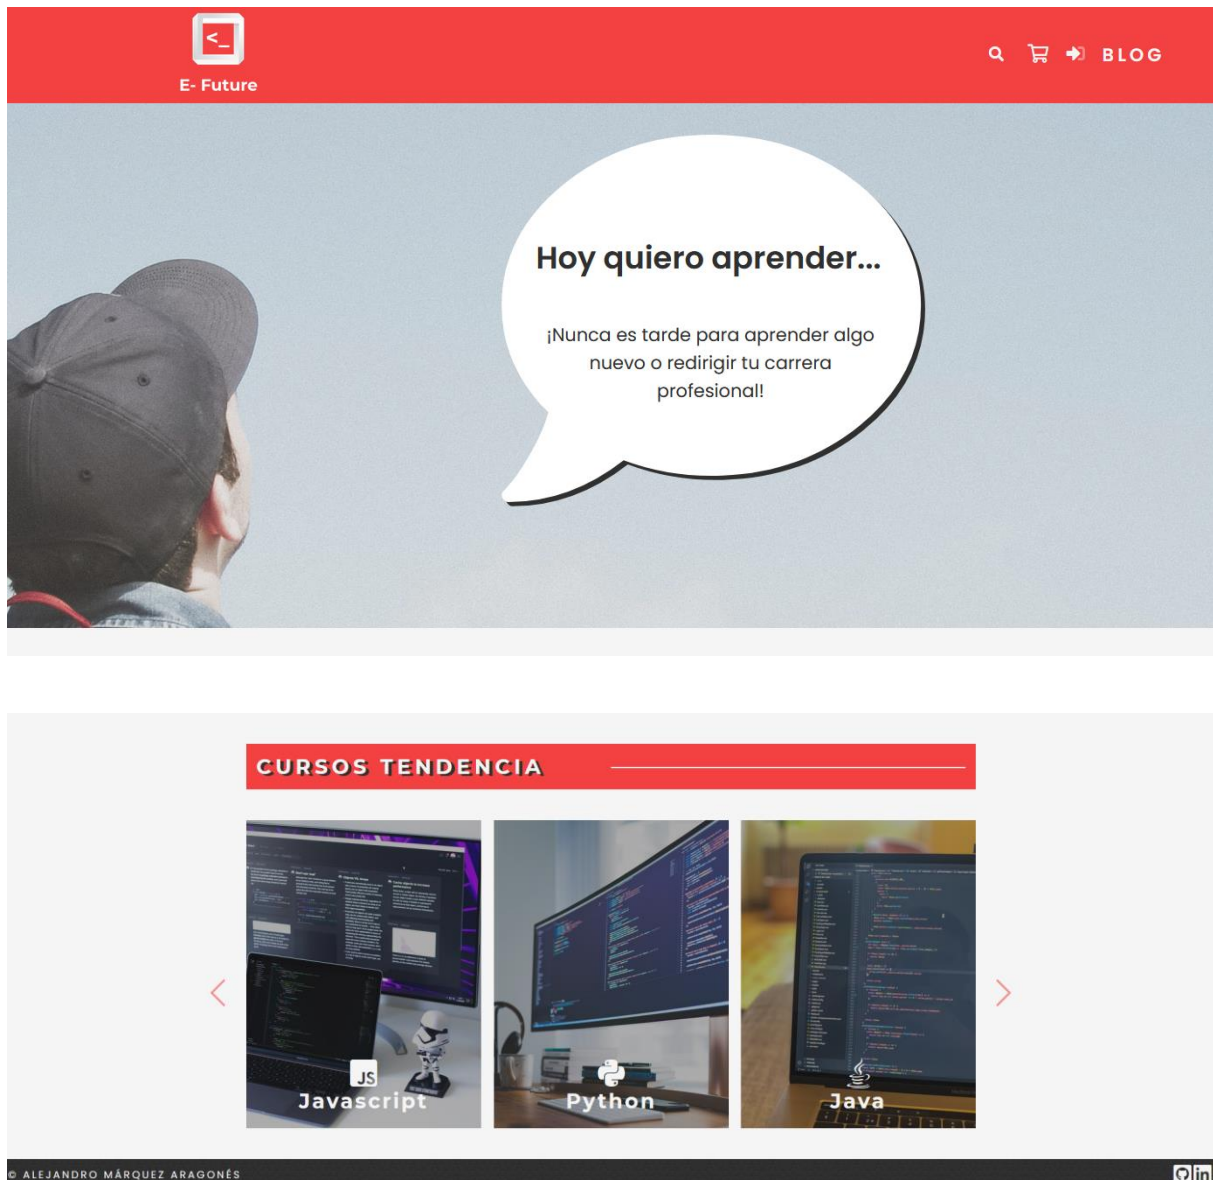 <_
E- Future
BLOG
Hoy quiero aprender...
¡Nunca es tarde para aprender algo
nuevo o redirigir tu carrera
profesional!
CURSOS TENDENCIA
JS
Javascript
Python
Java
© ALEJANDRO MÁRQUEZ ARAGONÉS
in